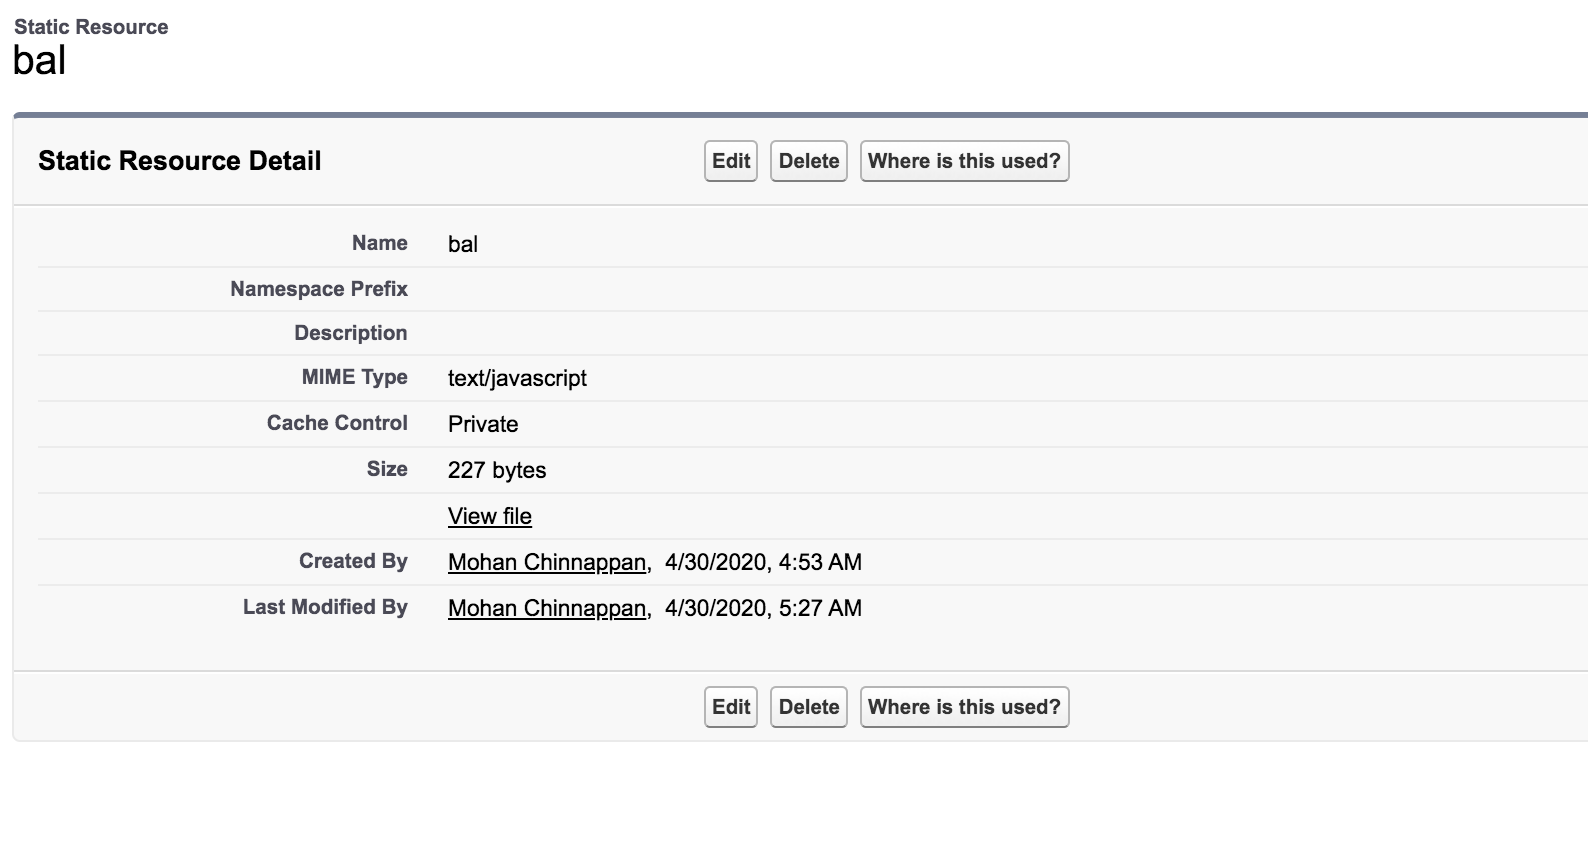 Static Resource
bal
Static Resource Detail Edit Delete Where is this used?
Name bal
Namespace Prefix
Description
MIME Type text/javascript
Cache Control Private
Size 227 bytes
View file
Created By Mohan Chinnappan, 4/30/2020, 4:53 AM
Last Modified By Mohan Chinnappan, 4/30/2020, 5:27 AM
Edit Delete Where is this used?